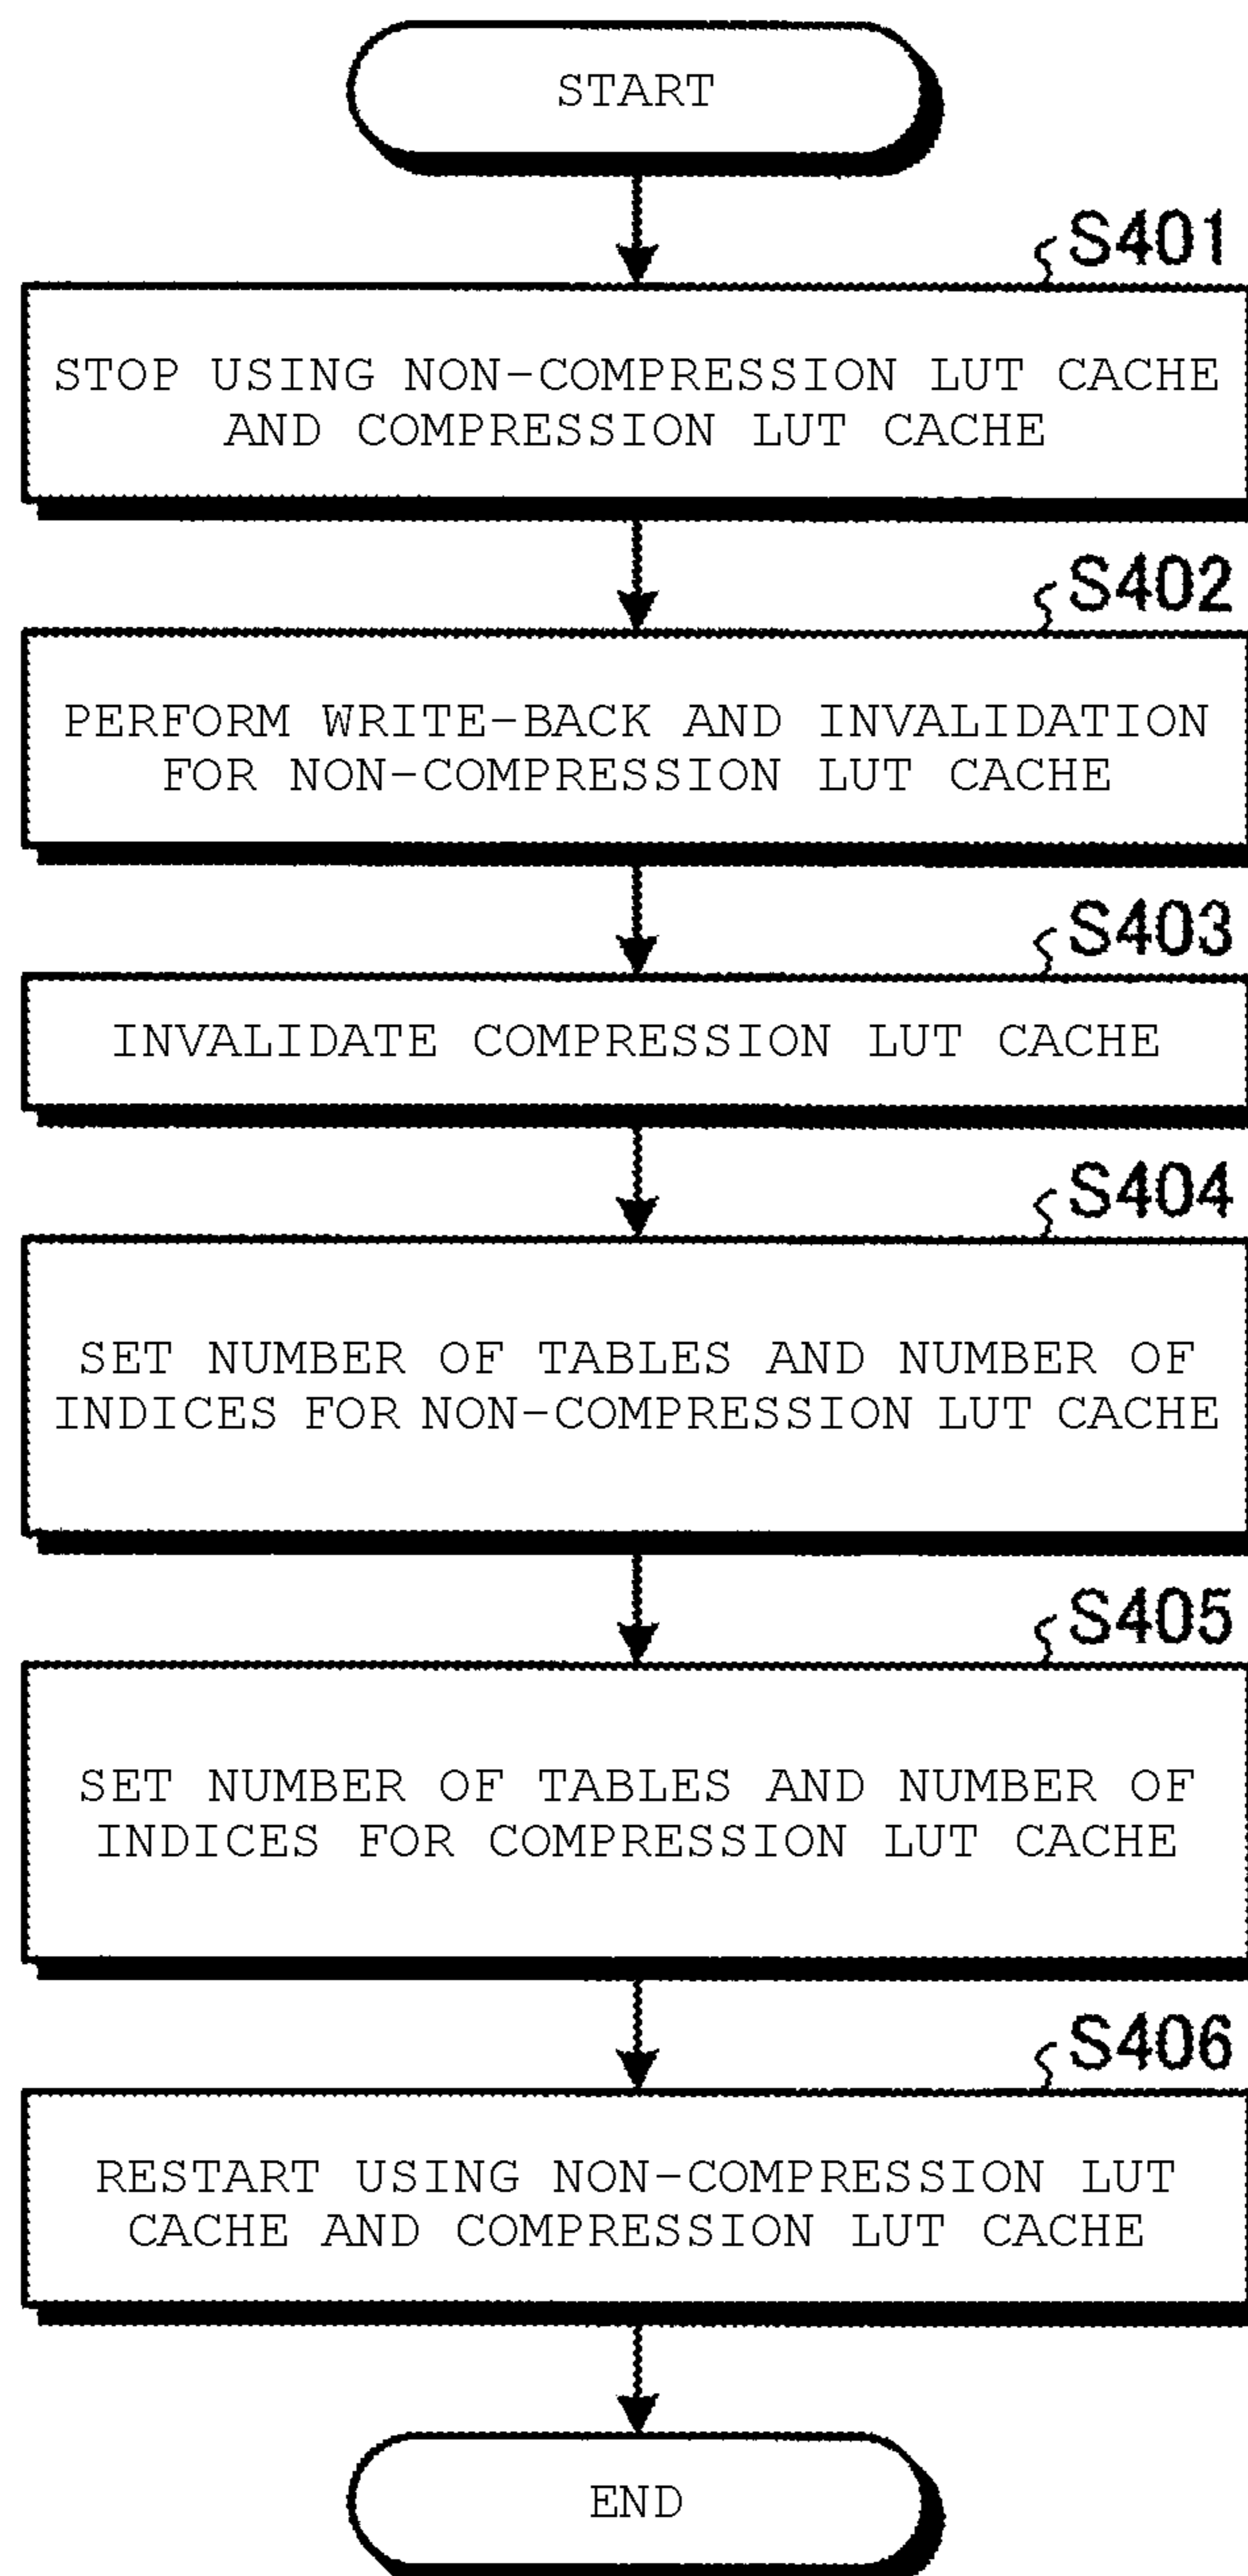 START
S401
STOP USING NON-COMPRESSION LUT CACHE
AND COMPRESSION LUT CACHE
S402
PERFORM WRITE-BACK AND INVALIDATION
FOR NON-COMPRESSION LUT CACHE
S403
INVALIDATE COMPRESSION LUT CACHE
S404
SET NUMBER OF TABLES AND NUMBER OF
INDICES FOR NON-COMPRESSION LUT CACHE
S405
SET NUMBER OF TABLES AND NUMBER OF
INDICES FOR COMPRESSION LUT CACHE
S406
RESTART USING NON-COMPRESSION LUT
CACHE AND COMPRESSION LUT CACHE
END